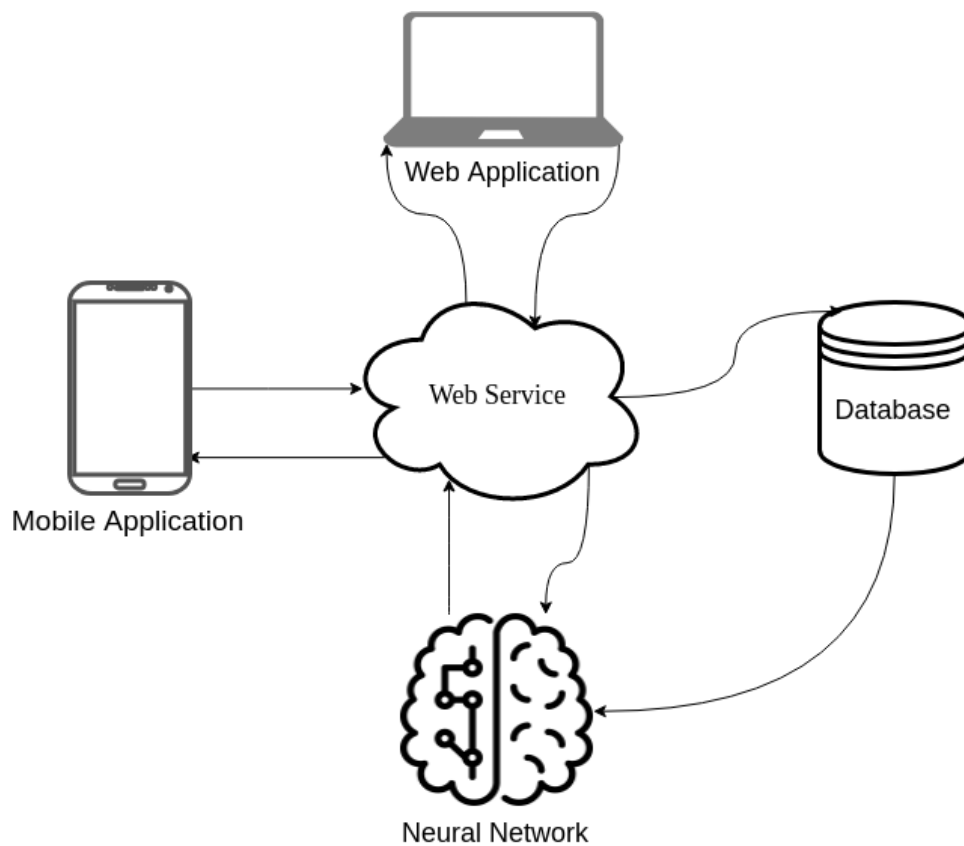 Web Application
Web Service
Database
Mobile Application
Neural Network